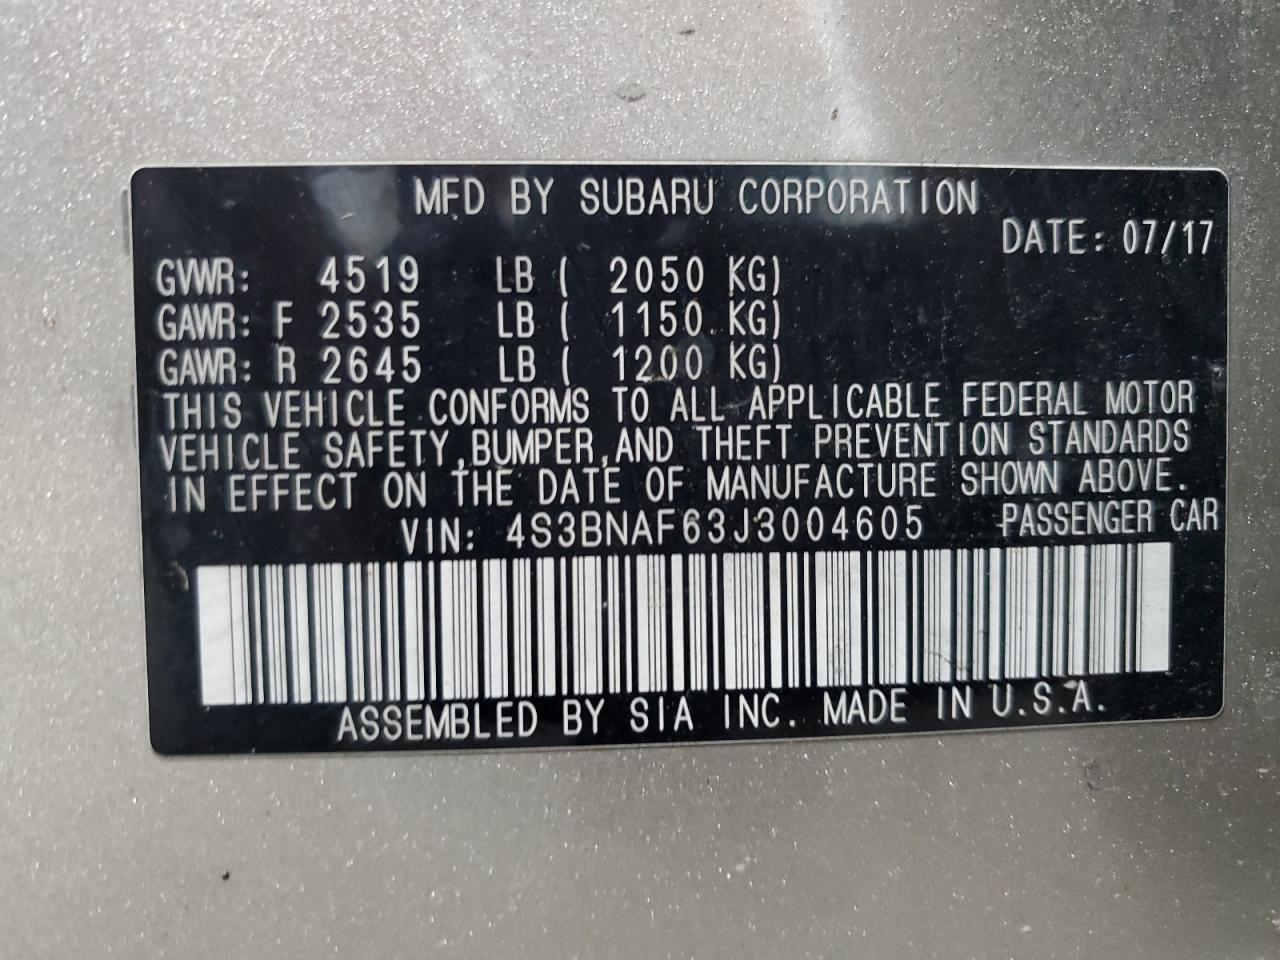 MFD BY SUBARU CORPORATION
DATE: 07/17
GVWR: 4519 LB ( 2050 KG)
GAWR: F 2535 LB ( 1150 KG)
GAWR: R 2645 LB ( 1200 KG)
THIS VEHICLE CONFORMS TO ALL APPLICABLE FEDERAL MOTOR
VEHICLE SAFETY,BUMPER,AND THEFT PREVENTION STANDARDS
IN EFFECT ON THE DATE OF MANUFACTURE SHOWN ABOVE.
VIN: 4S3BNAF63J3004605 PASSENGER CAR
ASSEMBLED BY SIA INC. MADE IN U.S.A.